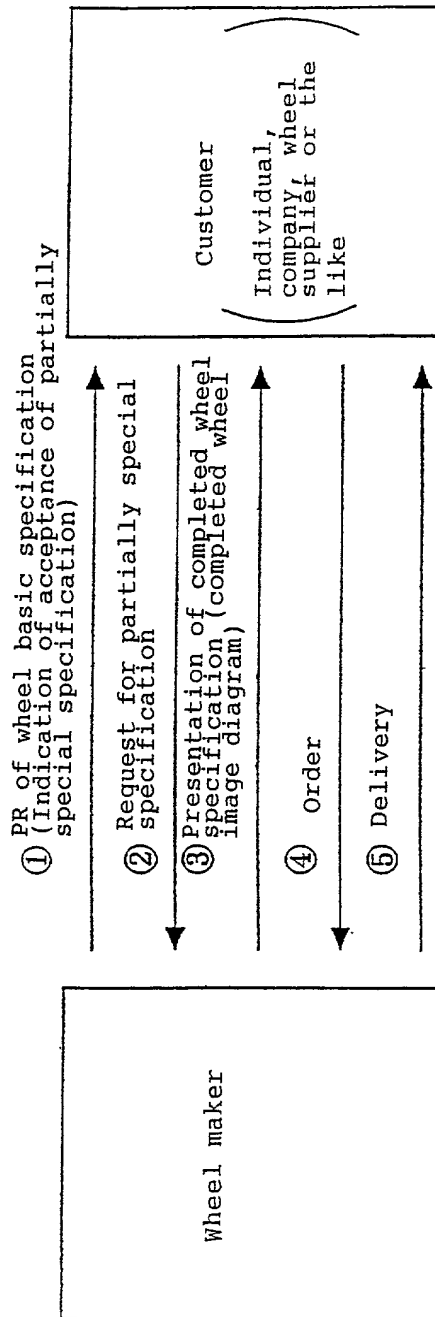 Wheel maker
① PR of wheel basic specification
(Indication of acceptance of partially
special specification)
② Request for partially special
specification
③ Presentation of completed wheel
specification (completed wheel
image diagram)
④ Order
⑤ Delivery
Customer
Individual,
company, wheel
supplier or the
like